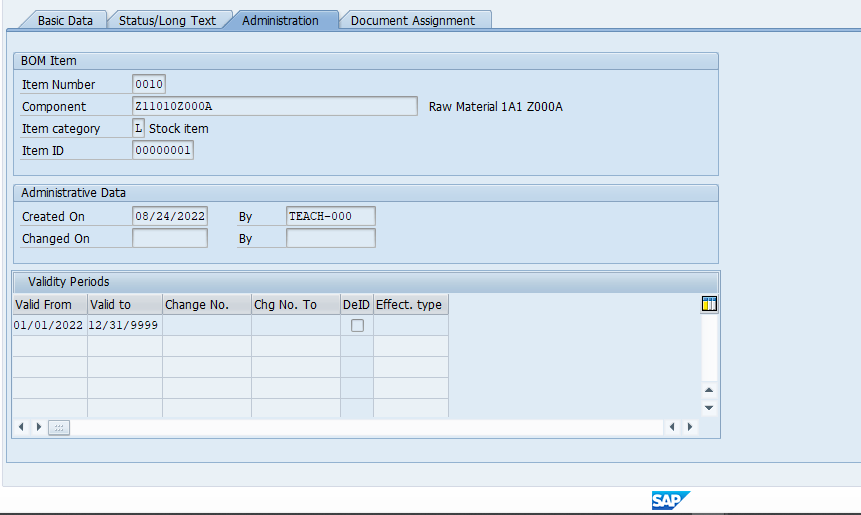 Basic Data Status/Long Text Administration Document Assignment
BOM Item
Item Number 0010
Component Z11010Z000A Raw Material 1A1 Z000A
Item category L Stock item
Item ID 00000001
Administrative Data
Created On 08/24/2022 By TEACH-000
Changed On By
Validity Periods
Valid From Valid to Change No. Chg No. To DeID Effect. type
01/01/2022 12/31/9999
SAP